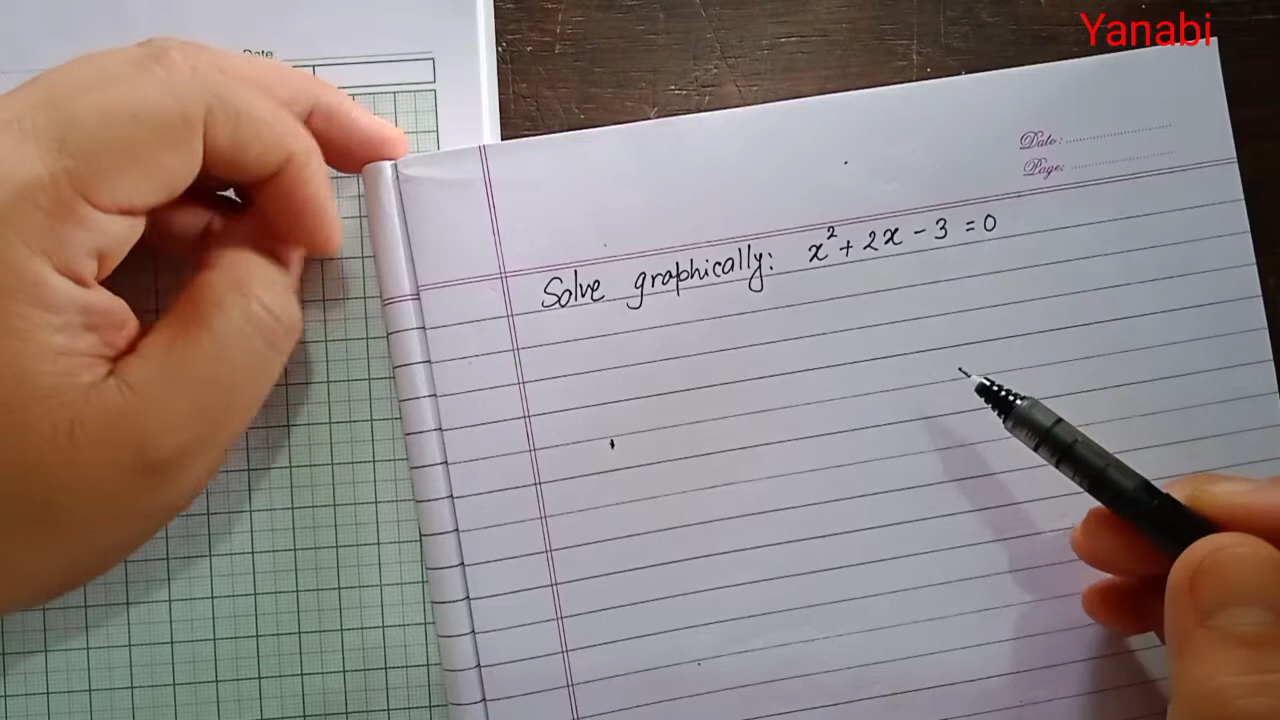 Yanabi
Date:
Date:
Page:
Solve graphically: x² + 2x - 3 = 0